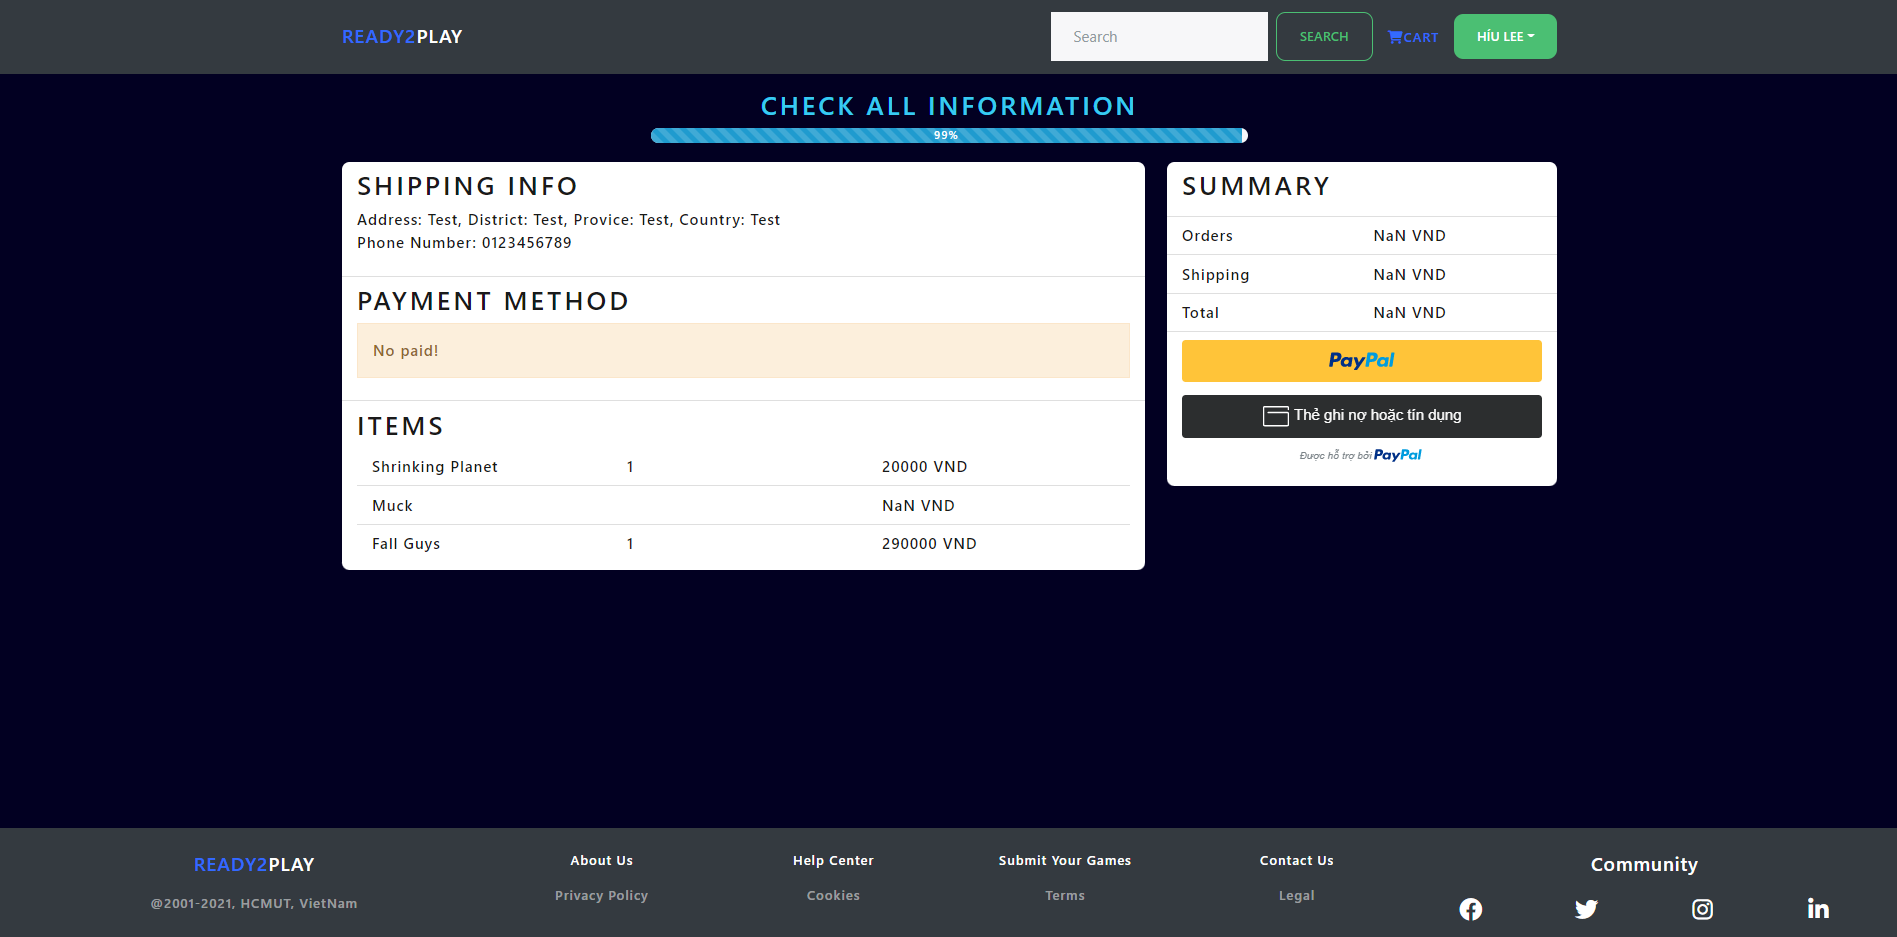 READY2PLAY
Search
SEARCH
CART
HÍU LEE
CHECK ALL INFORMATION
99%
SHIPPING INFO
Address: Test, District: Test, Provice: Test, Country: Test
Phone Number: 0123456789
PAYMENT METHOD
No paid!
ITEMS
Shrinking Planet 1 20000 VND
Muck NaN VND
Fall Guys 1 290000 VND
SUMMARY
Orders NaN VND
Shipping NaN VND
Total NaN VND
PayPal
Thẻ ghi nợ hoặc tín dụng
Được hỗ trợ bởi PayPal
READY2PLAY
@2001-2021, HCMUT, VietNam
About Us
Privacy Policy
Help Center
Cookies
Submit Your Games
Terms
Contact Us
Legal
Community